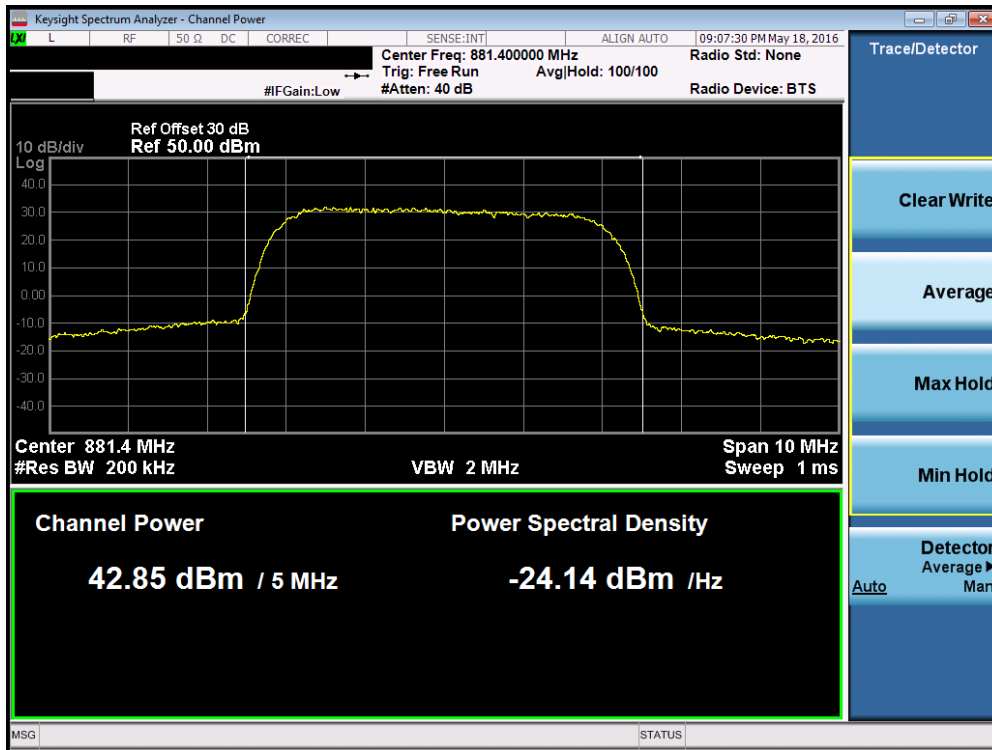 Keysight Spectrum Analyzer - Channel Power
LXI L RF 50 Ω DC CORREC SENSE:INT ALIGN AUTO 09:07:30 PM May 18, 2016
Center Freq: 881.400000 MHz Radio Std: None
Trig: Free Run Avg|Hold: 100/100
#IFGain:Low #Atten: 40 dB Radio Device: BTS
Ref Offset 30 dB
10 dB/div Ref 50.00 dBm
Log
40.0
30.0
20.0
10.0
0.00
-10.0
-20.0
-30.0
-40.0
Center 881.4 MHz Span 10 MHz
#Res BW 200 kHz VBW 2 MHz Sweep 1 ms
Channel Power Power Spectral Density
42.85 dBm / 5 MHz -24.14 dBm /Hz
Trace/Detector
Clear Write
Average
Max Hold
Min Hold
Detector
Average
Auto Man
MSG STATUS